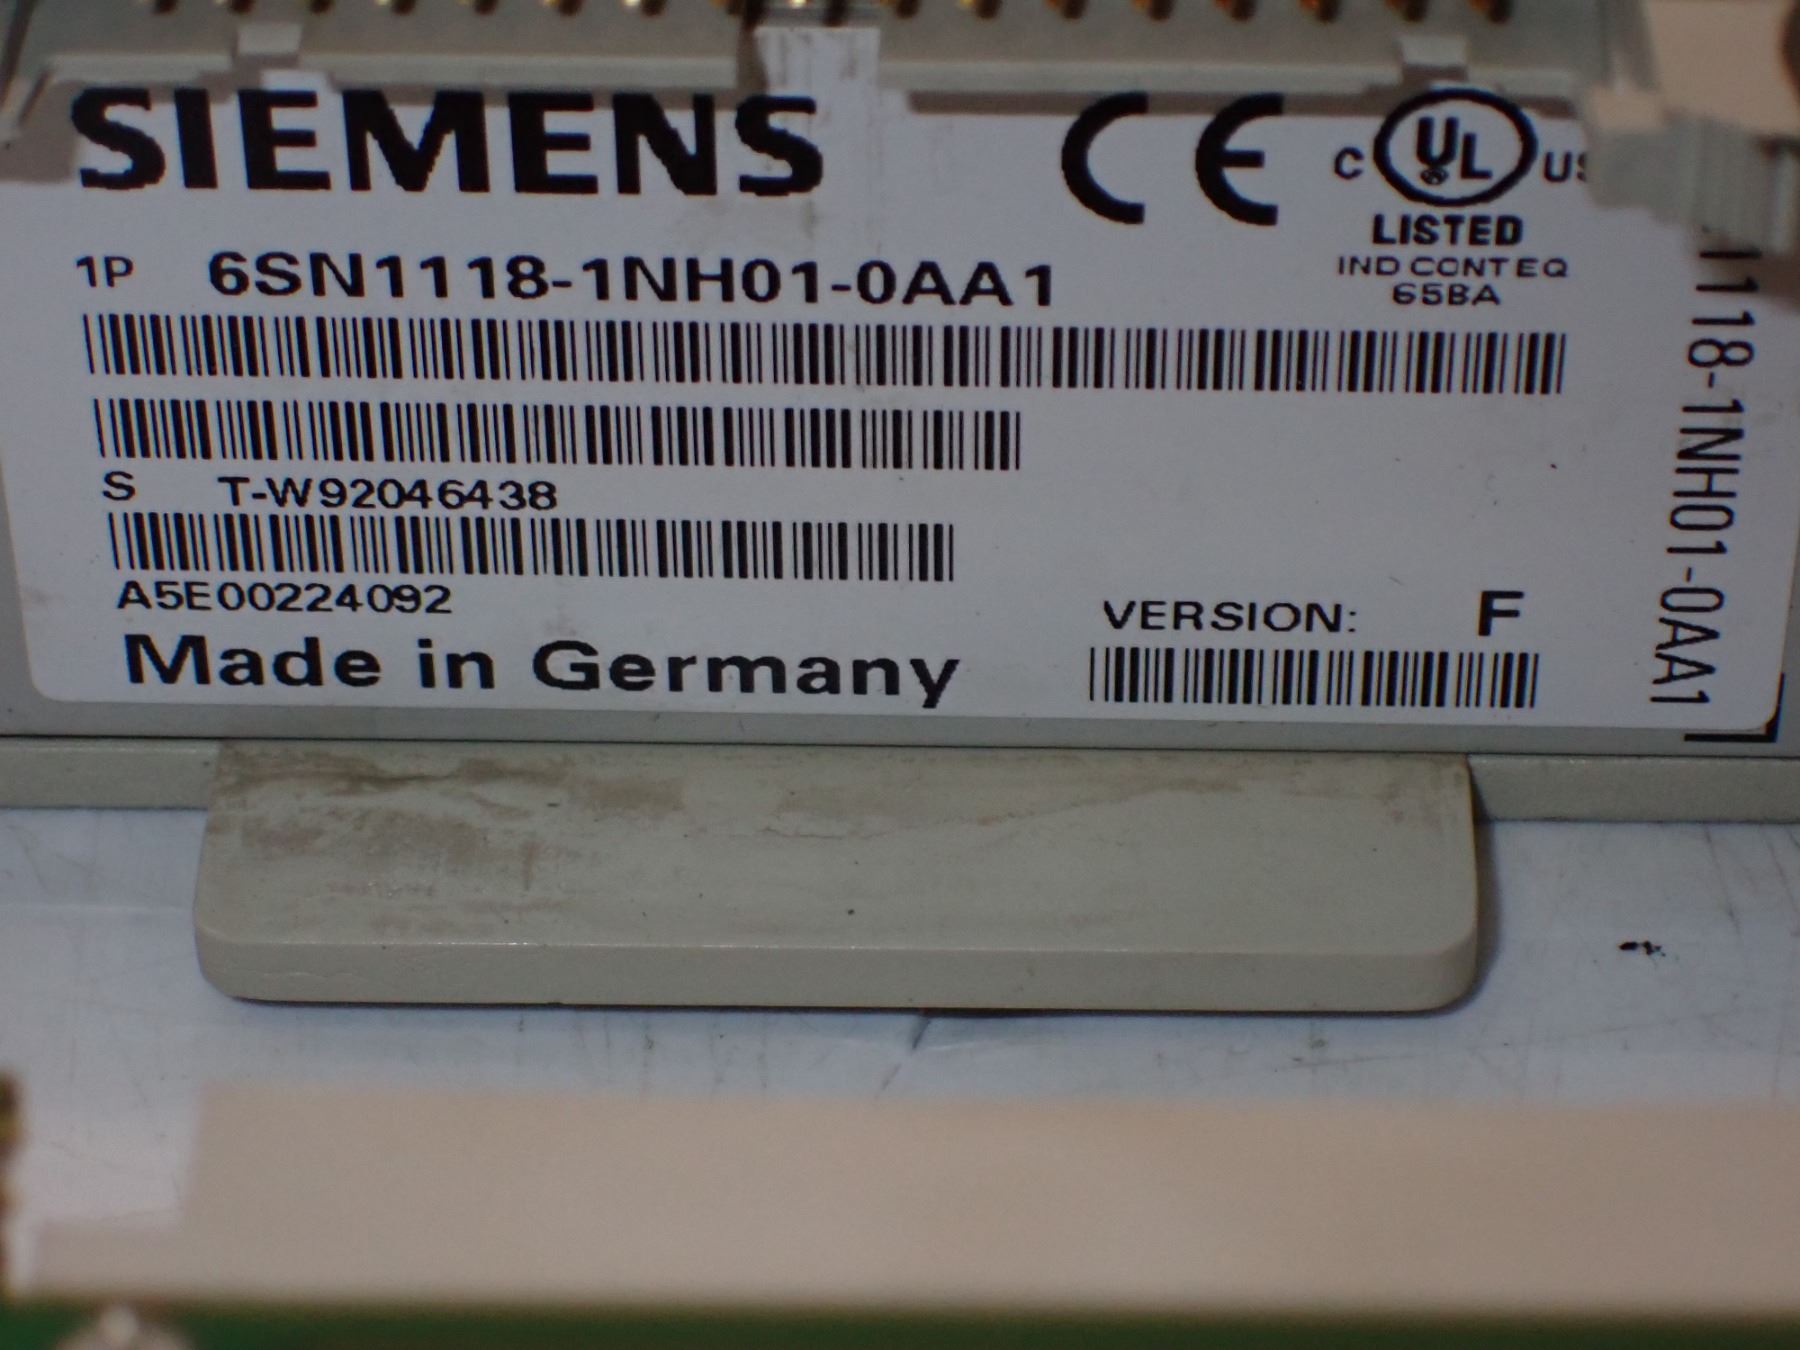 SIEMENS
CE
C UL US
LISTED
IND CONT EQ
65BA
1P 6SN1118-1NH01-0AA1
S T-W92046438
A5E00224092
Made in Germany
VERSION: F
1118-1NH01-0AA1